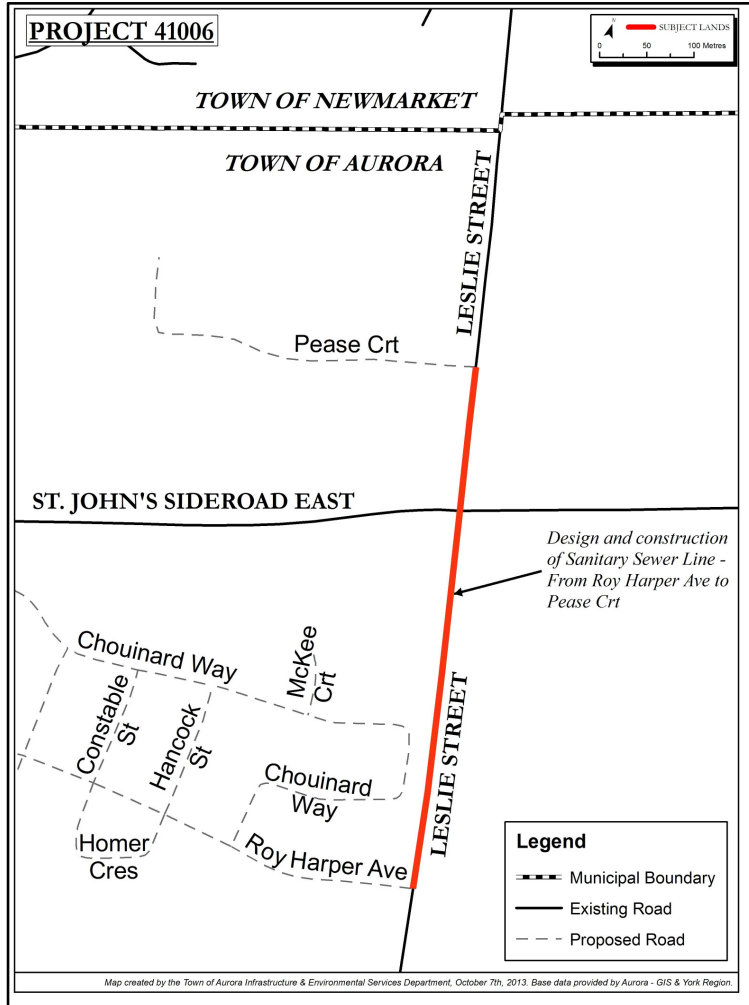 PROJECT 41006
N
SUBJECT LANDS
0 50 100 Metres
TOWN OF NEWMARKET
TOWN OF AURORA
LESLIE STREET
Pease Crt
ST. JOHN'S SIDEROAD EAST
Design and construction
of Sanitary Sewer Line -
From Roy Harper Ave to
Pease Crt
Chouinard Way
McKee
Crt
Constable
St
Hancock
St
LESLIE STREET
Chouinard
Way
Homer
Cres
Roy Harper Ave
Legend
Municipal Boundary
Existing Road
Proposed Road
Map created by the Town of Aurora Infrastructure & Environmental Services Department, October 7th, 2013. Base data provided by Aurora - GIS & York Region.